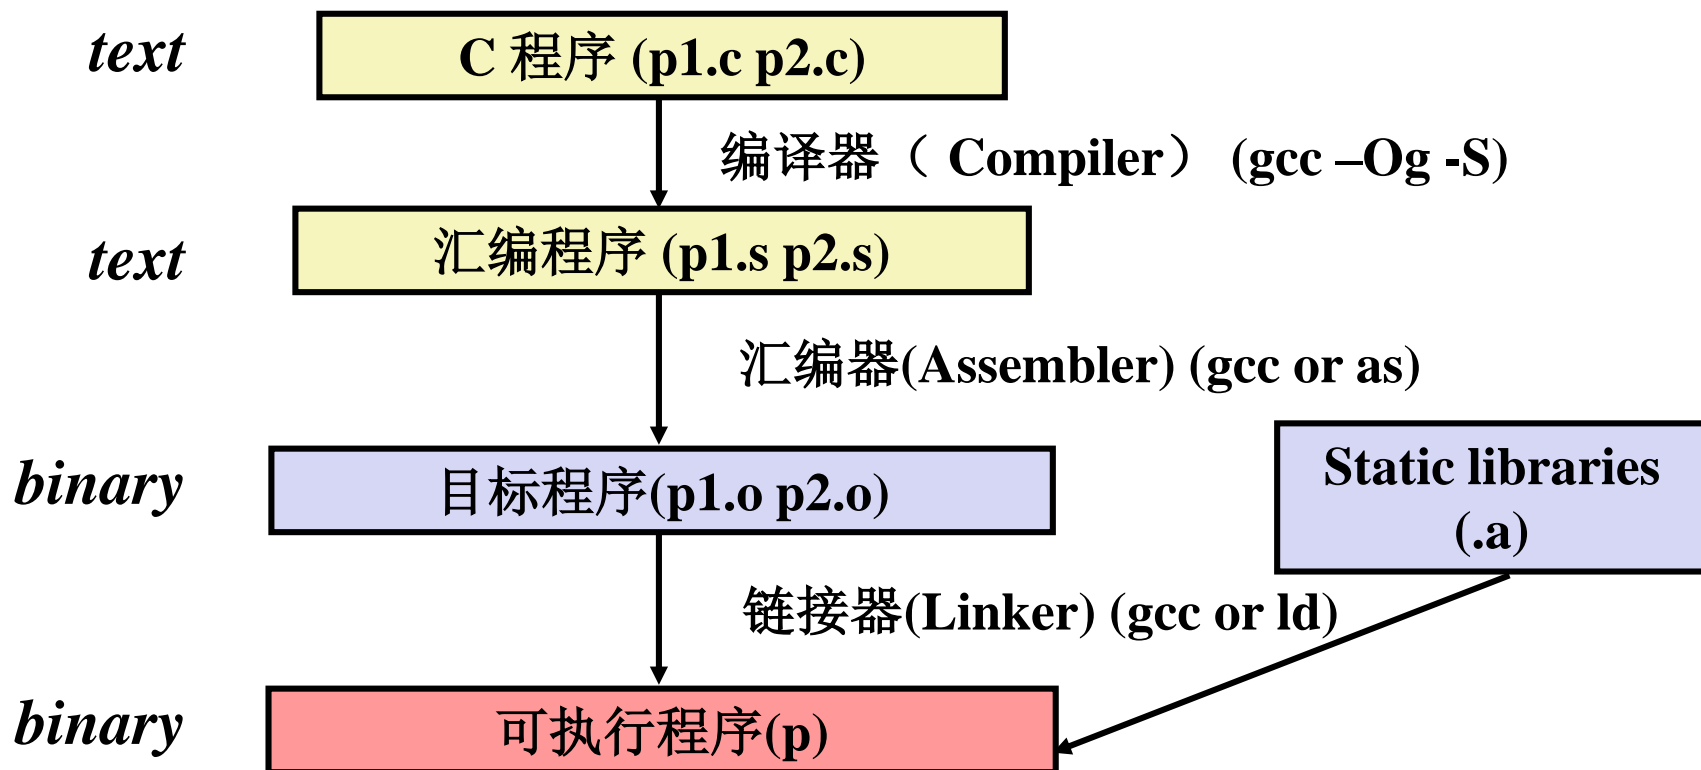 text
C 程序 (p1.c p2.c)
编译器（ Compiler） (gcc –Og -S)
text
汇编程序 (p1.s p2.s)
汇编器(Assembler) (gcc or as)
binary
目标程序(p1.o p2.o)
Static libraries
(.a)
链接器(Linker) (gcc or ld)
binary
可执行程序(p)